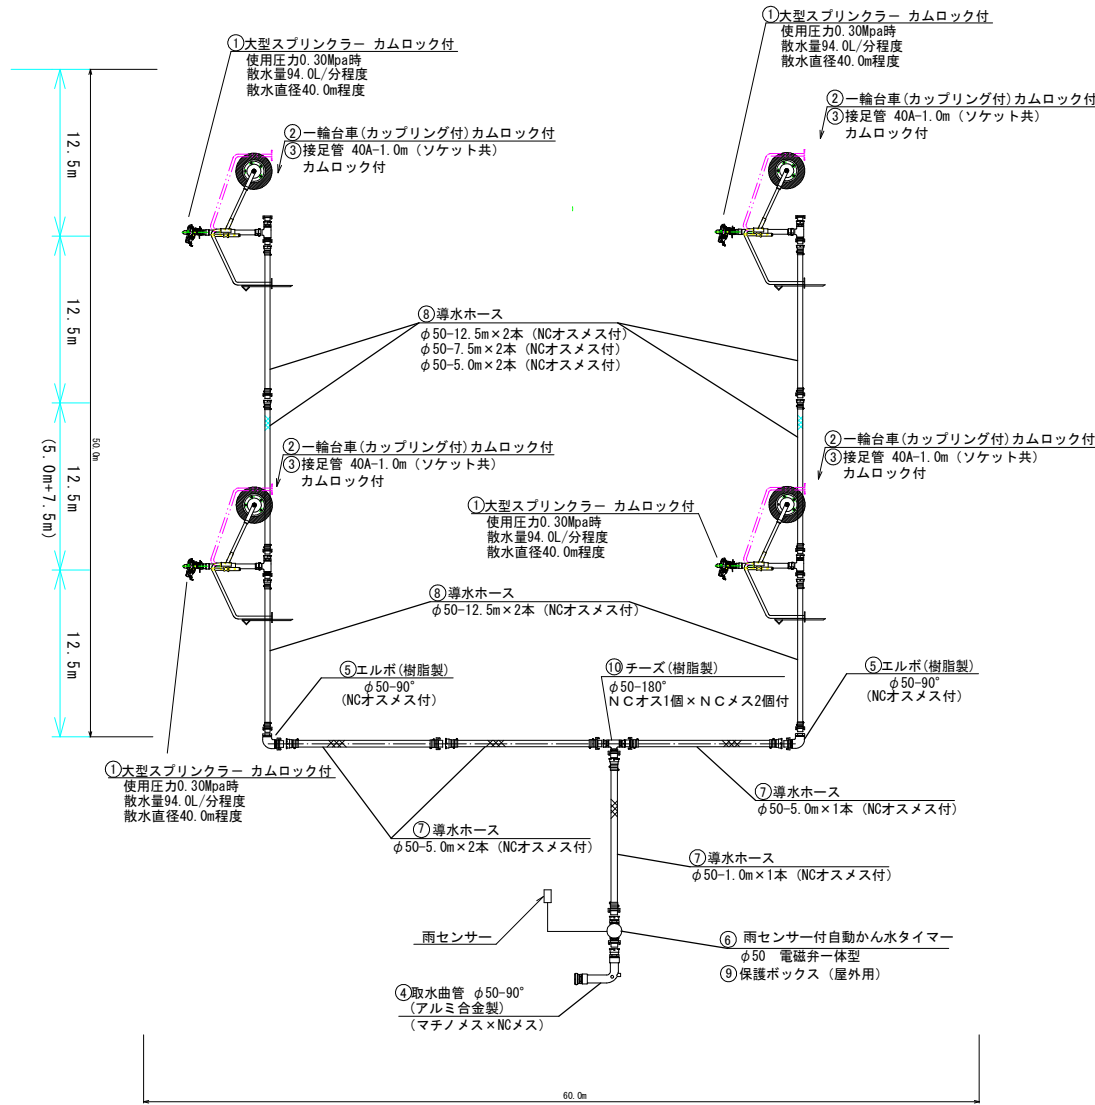 ①大型スプリンクラー カムロック付
使用圧力0.30Mpa時
散水量94.0L/分程度
散水直径40.0m程度
①大型スプリンクラー カムロック付
使用圧力0.30Mpa時
散水量94.0L/分程度
散水直径40.0m程度
②一輪台車(カップリング付)カムロック付
③接足管 40A-1.0m (ソケット共)
カムロック付
②一輪台車(カップリング付)カムロック付
③接足管 40A-1.0m (ソケット共)
カムロック付
12.5m
12.5m
12.5m
(5.0m+7.5m)
12.5m
50.0m
⑧導水ホース
φ50-12.5m×2本 (NCオスメス付)
φ50-7.5m×2本 (NCオスメス付)
φ50-5.0m×2本 (NCオスメス付)
②一輪台車(カップリング付)カムロック付
③接足管 40A-1.0m (ソケット共)
カムロック付
②一輪台車(カップリング付)カムロック付
③接足管 40A-1.0m (ソケット共)
カムロック付
①大型スプリンクラー カムロック付
使用圧力0.30Mpa時
散水量94.0L/分程度
散水直径40.0m程度
⑧導水ホース
φ50-12.5m×2本 (NCオスメス付)
⑤エルボ(樹脂製)
φ50-90°
(NCオスメス付)
⑩チーズ(樹脂製)
φ50-180°
NCオス1個×NCメス2個付
⑤エルボ(樹脂製)
φ50-90°
(NCオスメス付)
①大型スプリンクラー カムロック付
使用圧力0.30Mpa時
散水量94.0L/分程度
散水直径40.0m程度
⑦導水ホース
φ50-5.0m×1本 (NCオスメス付)
⑦導水ホース
φ50-5.0m×2本 (NCオスメス付)
⑦導水ホース
φ50-1.0m×1本 (NCオスメス付)
雨センサー
⑥ 雨センサー付自動かん水タイマー
φ50 電磁弁一体型
⑨保護ボックス (屋外用)
④取水曲管 φ50-90°
(アルミ合金製)
(マチノメス×NCメス)
60.0m